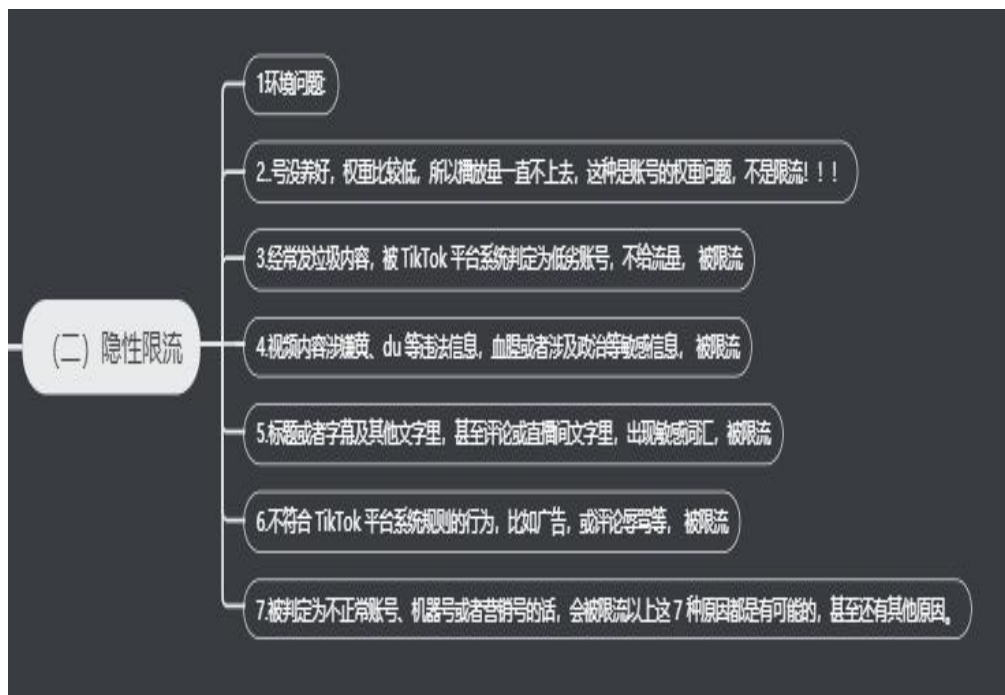 1环境问题:
2..号没养好，权重比较低，所以播放量一直不上去，这种是账号的权重问题，不是限流！！！
3.经常发垃圾内容，被 TikTok 平台系统判定为低劣账号，不给流量， 被限流
4.视频内容涉嫌黄、du 等违法信息，血腥或者涉及政治等敏感信息， 被限流
（二）隐性限流
5.标题或者字幕及其他文字里，甚至评论或直播间文字里，出现敏感词汇，被限流
6.不符合 TikTok 平台系统规则的行为，比如广告，或评论辱骂等， 被限流
7.被判定为不正常账号、机器号或者营销号的话，会被限流以上这 7 种原因都是有可能的，甚至还有其他原因。